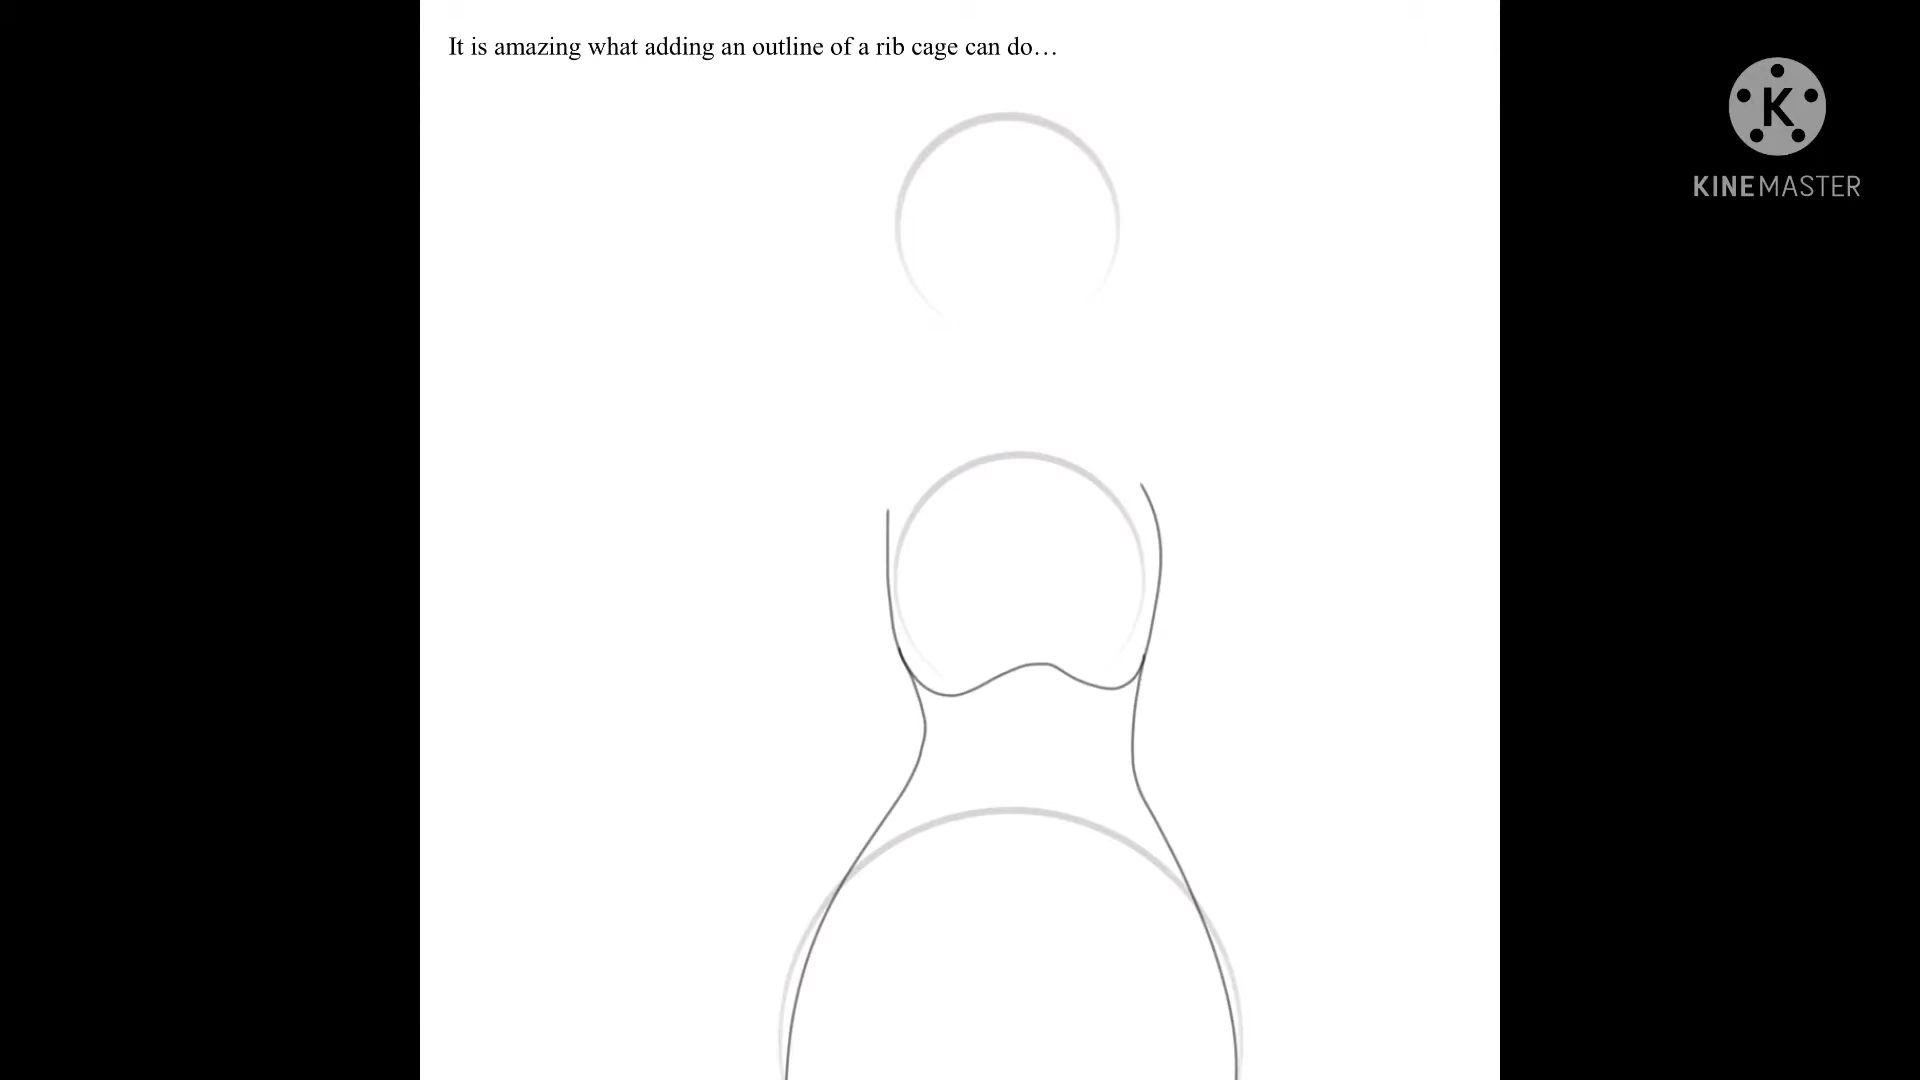 It is amazing what adding an outline of a rib cage can do…
K
KINEMASTER